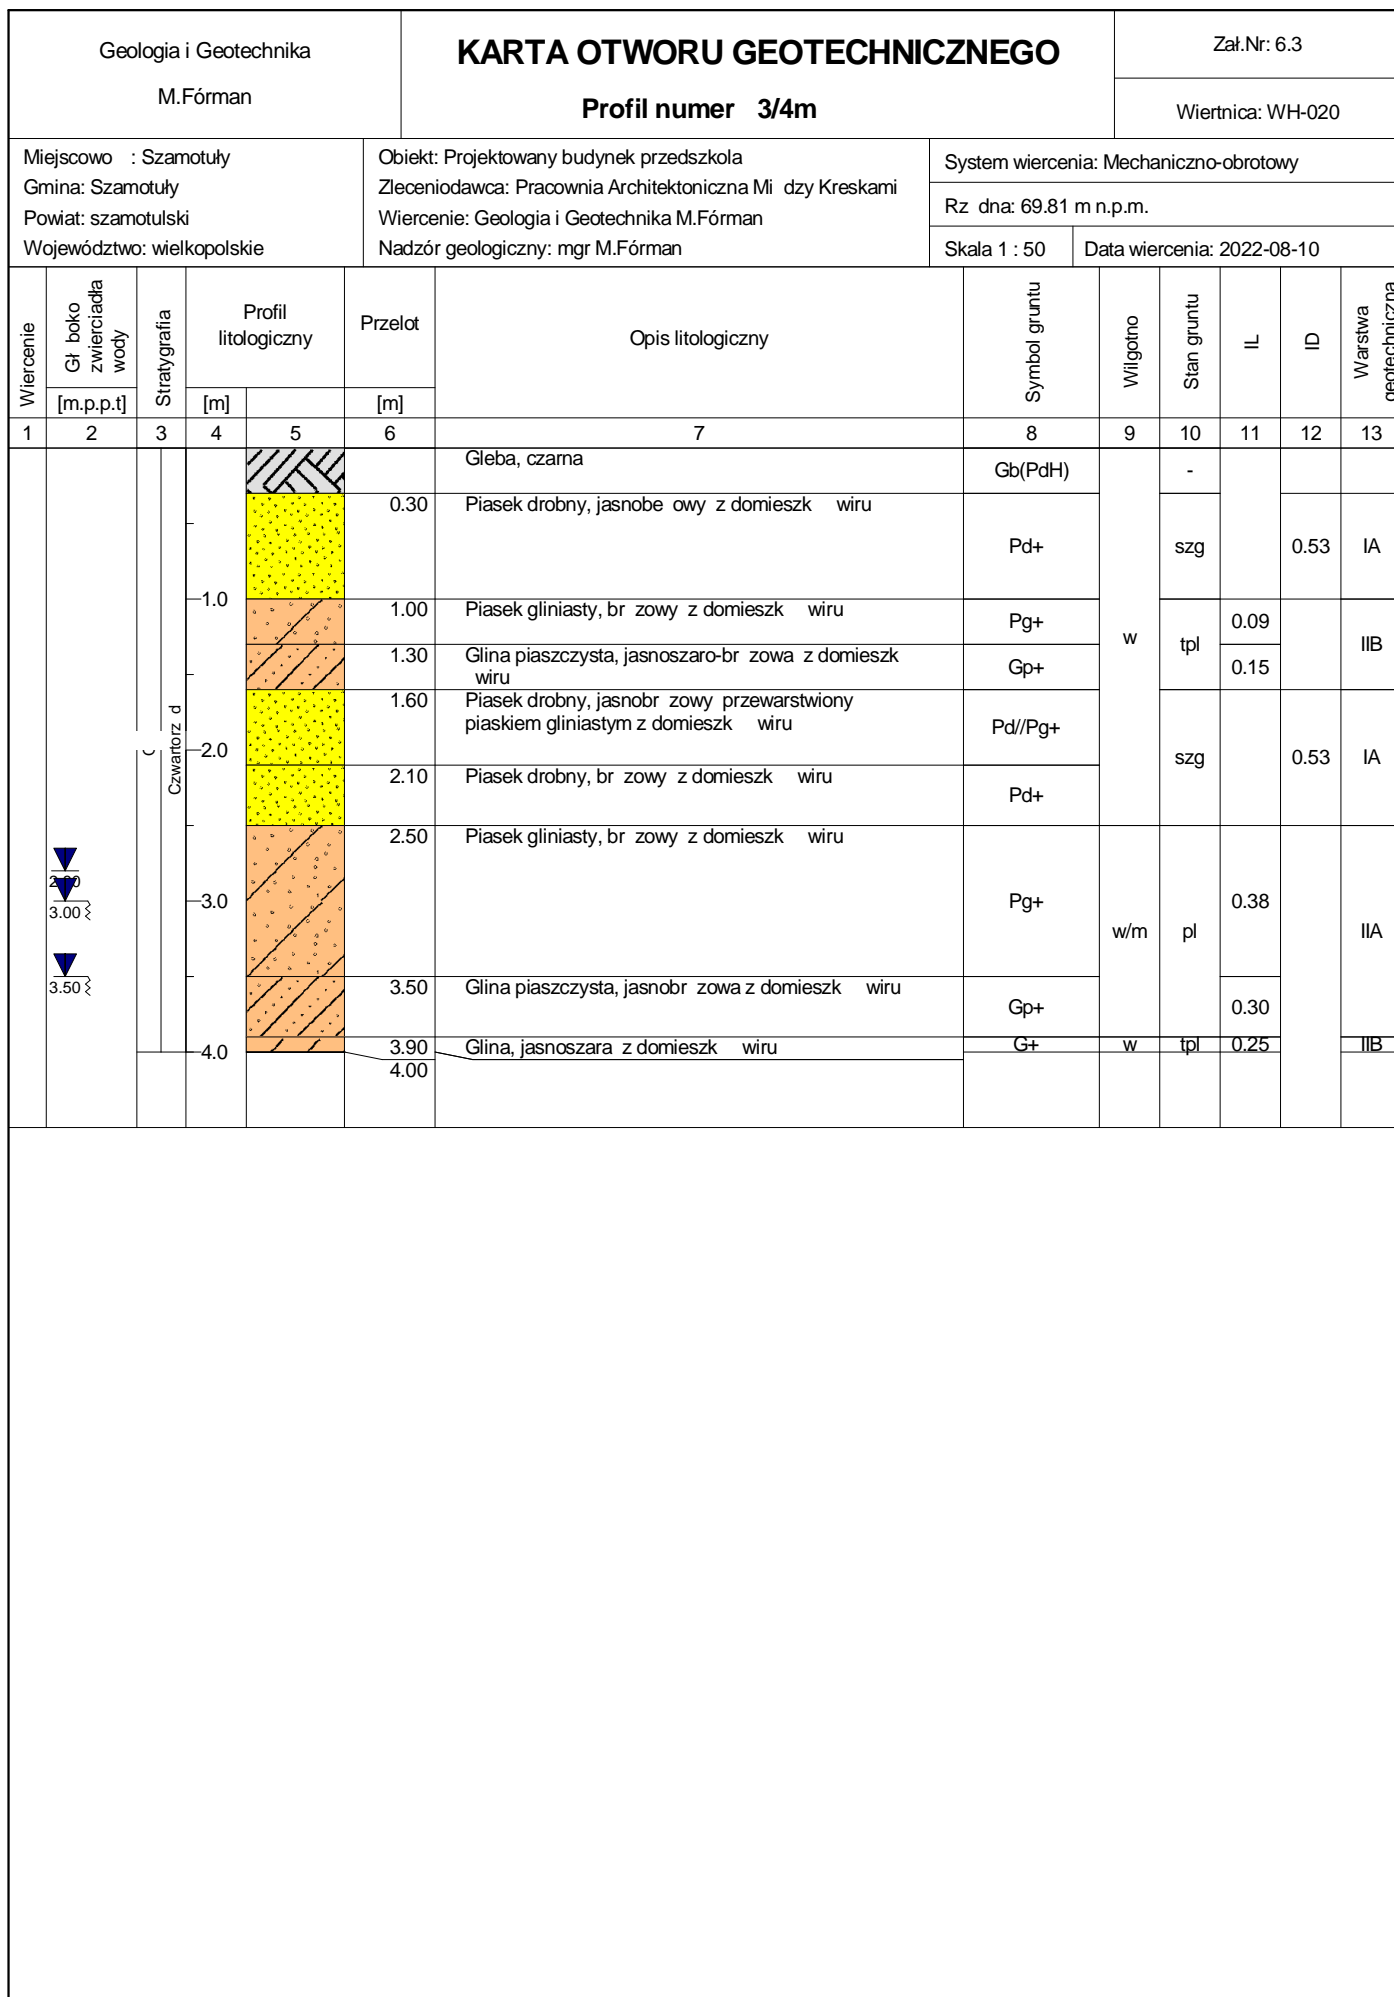 Geologia i Geotechnika
M.Fórman
KARTA OTWORU GEOTECHNICZNEGO
Profil numer 3/4m
Zał.Nr: 6.3
Wiertnica: WH-020
Miejscowo : Szamotuły
Gmina: Szamotuły
Powiat: szamotulski
Województwo: wielkopolskie
Obiekt: Projektowany budynek przedszkola
Zleceniodawca: Pracownia Architektoniczna Mi dzy Kreskami
Wiercenie: Geologia i Geotechnika M.Fórman
Nadzór geologiczny: mgr M.Fórman
System wiercenia: Mechaniczno-obrotowy
Rz dna: 69.81 m n.p.m.
Skala 1 : 50
Data wiercenia: 2022-08-10
Wiercenie
Gł boko
zwierciadła
wody
[m.p.p.t]
Stratygrafia
Profil
litologiczny
[m]
Przelot
[m]
Opis litologiczny
Symbol gruntu
Wilgotno
Stan gruntu
IL
ID
Warstwa
geotechniczna
1 2 3 4 5 6 7 8 9 10 11 12 13
Gleba, czarna
Gb(PdH)
-
0.30 Piasek drobny, jasnobe owy z domieszk wiru
Pd+ szg 0.53 IA
1.0
1.00 Piasek gliniasty, br zowy z domieszk wiru
Pg+ 0.09
w tpl IIB
1.30 Glina piaszczysta, jasnoszaro-br zowa z domieszk
wiru
Gp+ 0.15
1.60 Piasek drobny, jasnobr zowy przewarstwiony
piaskiem gliniastym z domieszk wiru
Pd//Pg+
Czwartorz d
2.0
szg 0.53 IA
2.10 Piasek drobny, br zowy z domieszk wiru
Pd+
2.50 Piasek gliniasty, br zowy z domieszk wiru
3.0
3.00
Pg+ 0.38
w/m pl IIA
3.50
3.50 Glina piaszczysta, jasnobr zowa z domieszk wiru
Gp+ 0.30
4.0
3.90 Glina, jasnoszara z domieszk wiru
G+ w tpl 0.25 IIB
4.00